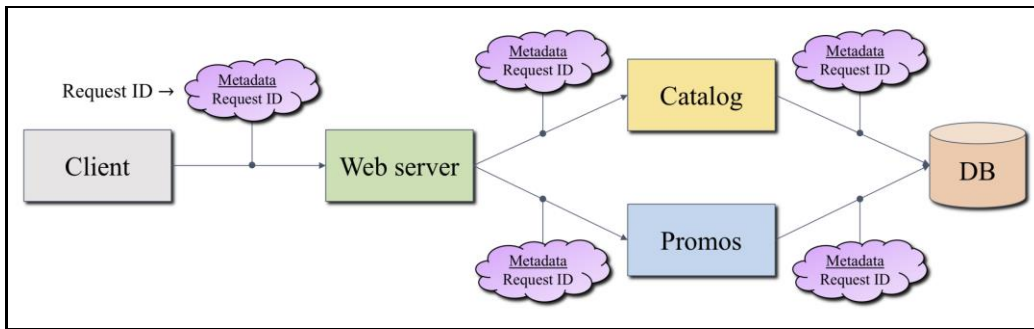 Request ID →
Metadata
Request ID
Metadata
Request ID
Metadata
Request ID
Client
Web server
Catalog
Promos
DB
Metadata
Request ID
Metadata
Request ID